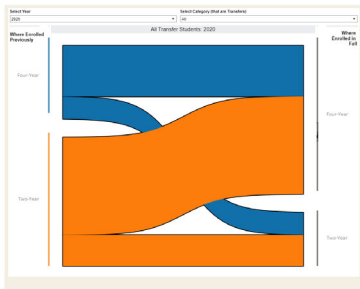 Select Year
Select Category (that are Transfers)
2020
All
All Transfer Students: 2020
Where Enrolled
Previously
Where
Enrolled in
Fall
Four-Year
Four-Year
Two-Year
Two-Year